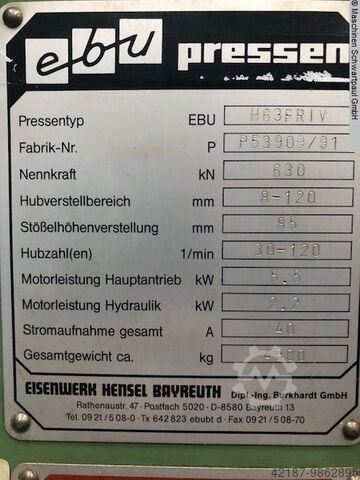 ebu pressen
Pressentyp EBU H63FRIV
Fabrik-Nr. P P53909/91
Nennkraft kN 630
Hubverstellbereich mm 8-120
Stößelhöhenverstellung mm 85
Hubzahl(en) 1/min 30-120
Motorleistung Hauptantrieb kW 5,5
Motorleistung Hydraulik kW 2,2
Stromaufnahme gesamt A 40
Gesamtgewicht ca. kg 4900
EISENWERK HENSEL BAYREUTH Dipl.-Ing. Burkhardt GmbH
Rathenaustr. 47 · Postfach 5020 · D-8580 Bayreuth 13
Tel. 09 21/5 08-0 · Tx 642 823 ebubt d · Fax 09 21/5 08-70
© Maschinen Schwartpaul GmbH
42187-9862895